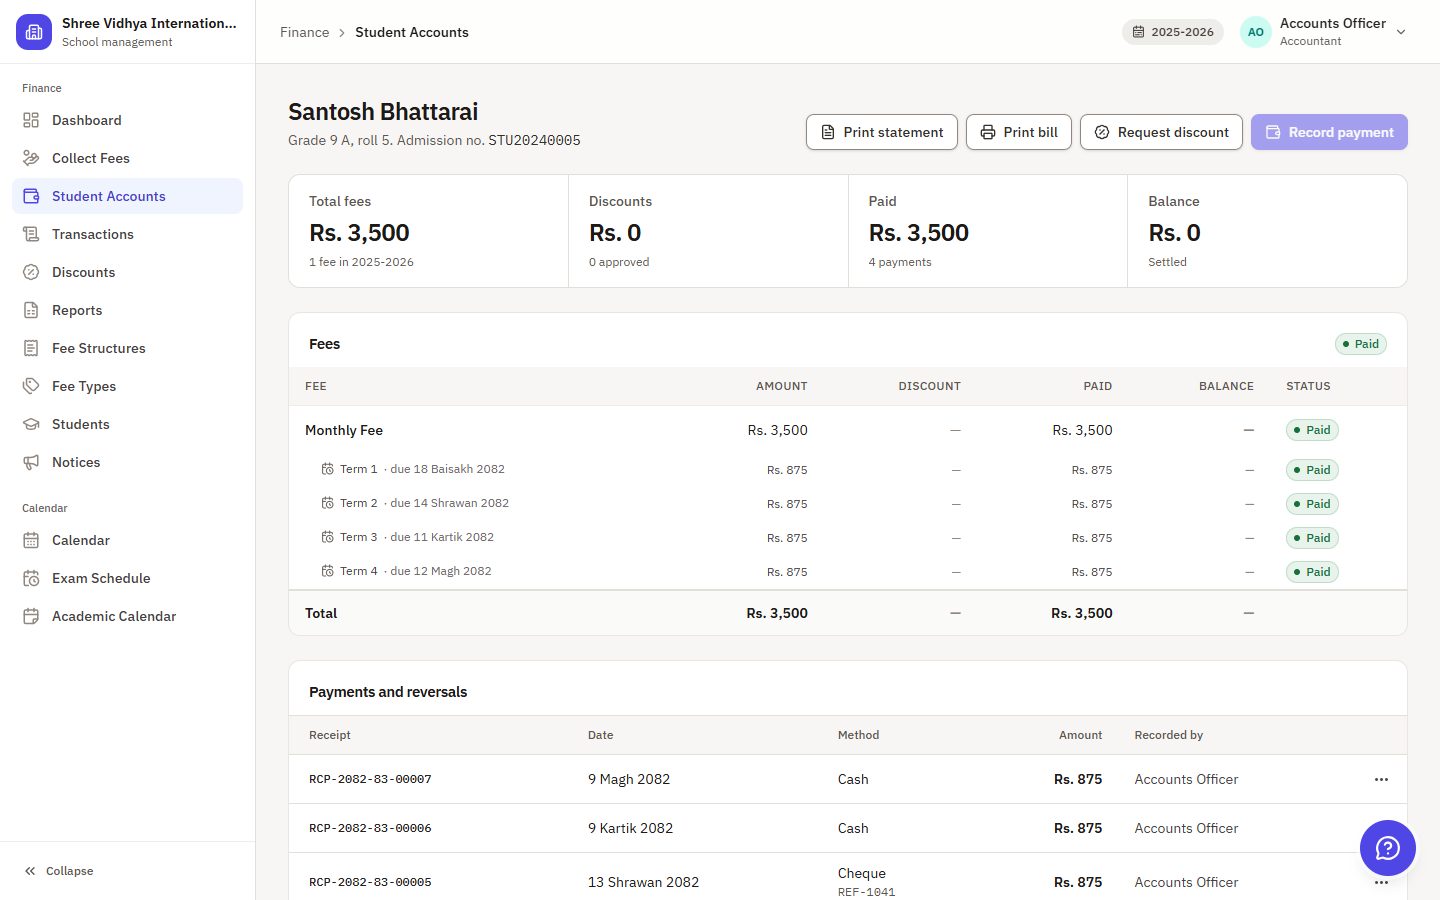 Shree Vidhya Internation...
School management
Finance
Dashboard
Collect Fees
Student Accounts
Transactions
Discounts
Reports
Fee Structures
Fee Types
Students
Notices
Calendar
Calendar
Exam Schedule
Academic Calendar
Collapse
Finance > Student Accounts
2025-2026
AO
Accounts Officer
Accountant
Santosh Bhattarai
Grade 9 A, roll 5. Admission no. STU20240005
Print statement
Print bill
Request discount
Record payment
Total fees
Rs. 3,500
1 fee in 2025-2026
Discounts
Rs. 0
0 approved
Paid
Rs. 3,500
4 payments
Balance
Rs. 0
Settled
Fees
Paid
FEE AMOUNT DISCOUNT PAID BALANCE STATUS
Monthly Fee Rs. 3,500 — Rs. 3,500 — Paid
Term 1 · due 18 Baisakh 2082 Rs. 875 — Rs. 875 — Paid
Term 2 · due 14 Shrawan 2082 Rs. 875 — Rs. 875 — Paid
Term 3 · due 11 Kartik 2082 Rs. 875 — Rs. 875 — Paid
Term 4 · due 12 Magh 2082 Rs. 875 — Rs. 875 — Paid
Total Rs. 3,500 — Rs. 3,500 —
Payments and reversals
Receipt Date Method Amount Recorded by
RCP-2082-83-00007 9 Magh 2082 Cash Rs. 875 Accounts Officer
RCP-2082-83-00006 9 Kartik 2082 Cash Rs. 875 Accounts Officer
RCP-2082-83-00005 13 Shrawan 2082 Cheque Rs. 875 Accounts Officer
REF-1041